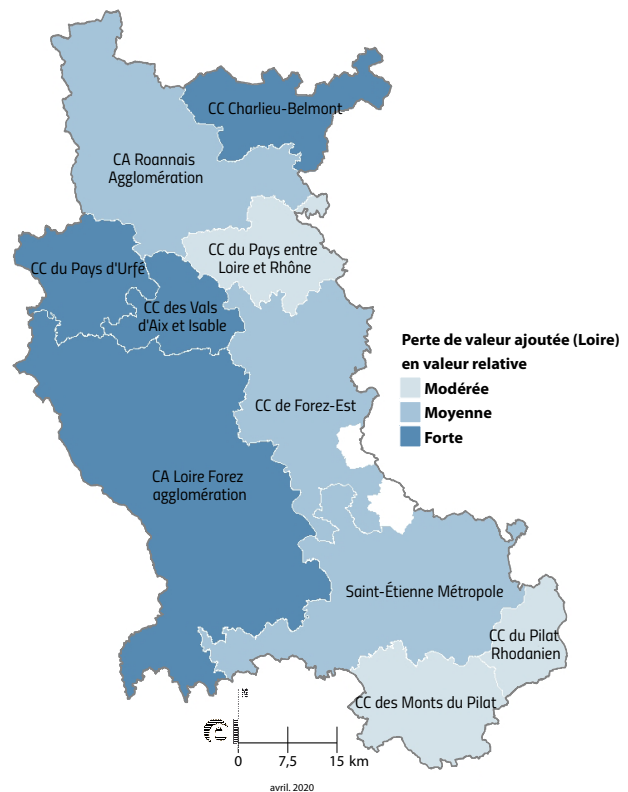 CC Charlieu-Belmont
CA Roannais
Agglomération
CC du Pays d'Urfé
CC du Pays entre
Loire et Rhône
CC des Vals
d'Aix et Isable
Perte de valeur ajoutée (Loire)
en valeur relative
Modérée
Moyenne
Forte
CC de Forez-Est
CA Loire Forez
agglomération
Saint-Étienne Métropole
CC du Pilat
Rhodanien
CC des Monts du Pilat
0 7,5 15 km
avril. 2020